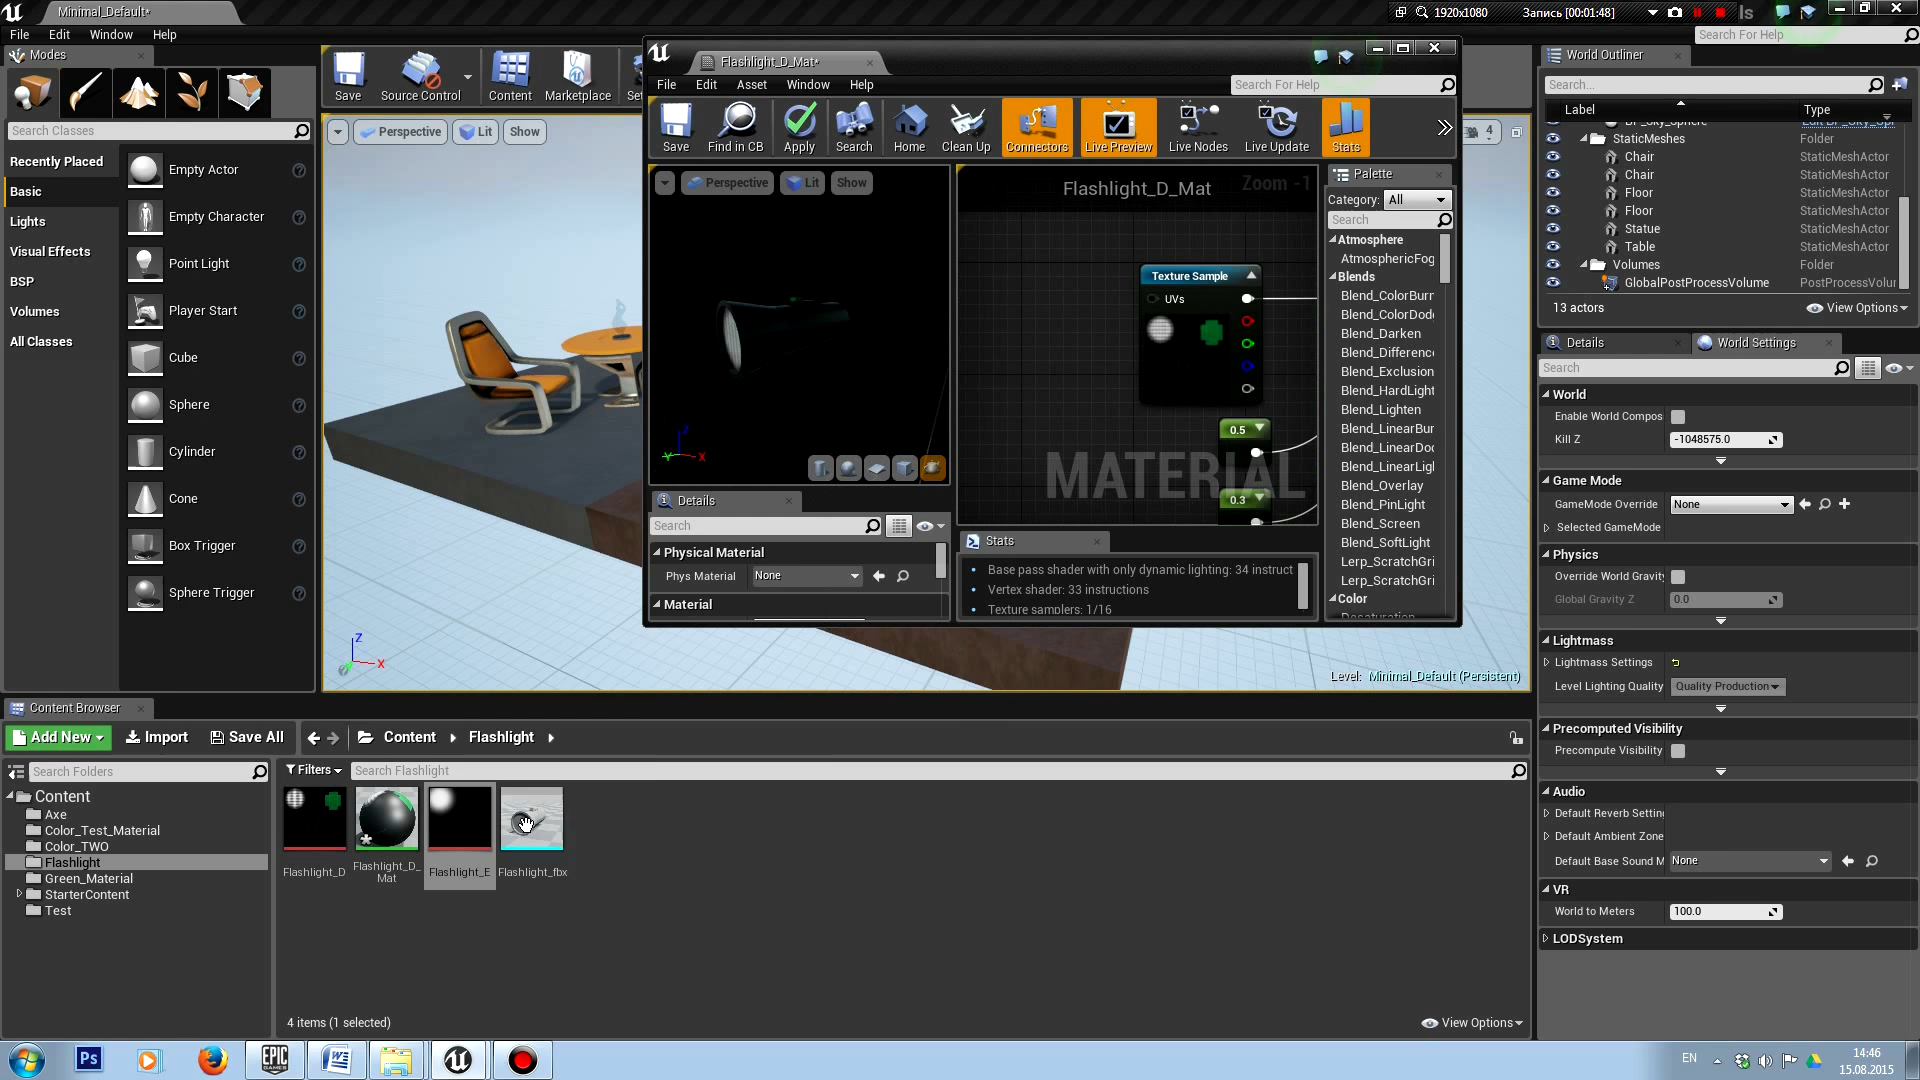 Minimal_Default*
1920x1080
Запись [00:01:48]
File Edit Window Help
Search For Help
Modes
Search Classes
Recently Placed
Basic
Lights
Visual Effects
BSP
Volumes
All Classes
Empty Actor
Empty Character
Point Light
Player Start
Cube
Sphere
Cylinder
Cone
Box Trigger
Sphere Trigger
Save
Source Control
Content
Marketplace
Perspective
Lit
Show
4
Level: Minimal_Default (Persistent)
Flashlight_D_Mat*
File Edit Asset Window Help
Search For Help
Save
Find in CB
Apply
Search
Home
Clean Up
Connectors
Live Preview
Live Nodes
Live Update
Stats
Perspective
Lit
Show
Flashlight_D_Mat
Zoom -1
Texture Sample
UVs
0.5
0.3
MATERIAL
Details
Search
Physical Material
Phys Material None
Material
Stats
Base pass shader with only dynamic lighting: 34 instruct
Vertex shader: 33 instructions
Texture samplers: 1/16
Palette
Category: All
Search
Atmosphere
AtmosphericFog
Blends
Blend_ColorBurn
Blend_ColorDodg
Blend_Darken
Blend_Difference
Blend_Exclusion
Blend_HardLight
Blend_Lighten
Blend_LinearBur
Blend_LinearDod
Blend_LinearLigh
Blend_Overlay
Blend_PinLight
Blend_Screen
Blend_SoftLight
Lerp_ScratchGri
Lerp_ScratchGri
Color
Desaturation
World Outliner
Search...
Label Type
StaticMeshes Folder
Chair StaticMeshActor
Chair StaticMeshActor
Floor StaticMeshActor
Floor StaticMeshActor
Statue StaticMeshActor
Table StaticMeshActor
Volumes Folder
GlobalPostProcessVolume PostProcessVolur
13 actors
View Options
Details
World Settings
Search
World
Enable World Compos
Kill Z -1048575.0
Game Mode
GameMode Override None
Selected GameMode
Physics
Override World Gravity
Global Gravity Z 0.0
Lightmass
Lightmass Settings
Level Lighting Quality Quality Production
Precomputed Visibility
Precompute Visibility
Audio
Default Reverb Setting
Default Ambient Zone
Default Base Sound M None
VR
World to Meters 100.0
LODSystem
Content Browser
Add New
Import
Save All
Content
Flashlight
Search Folders
Filters
Search Flashlight
Content
Axe
Color_Test_Material
Color_TWO
Flashlight
Green_Material
StarterContent
Test
Flashlight_D
Flashlight_D_
Mat
Flashlight_E
Flashlight_fbx
4 items (1 selected)
View Options
Ps
EPIC
GAMES
EN
14:46
15.08.2015